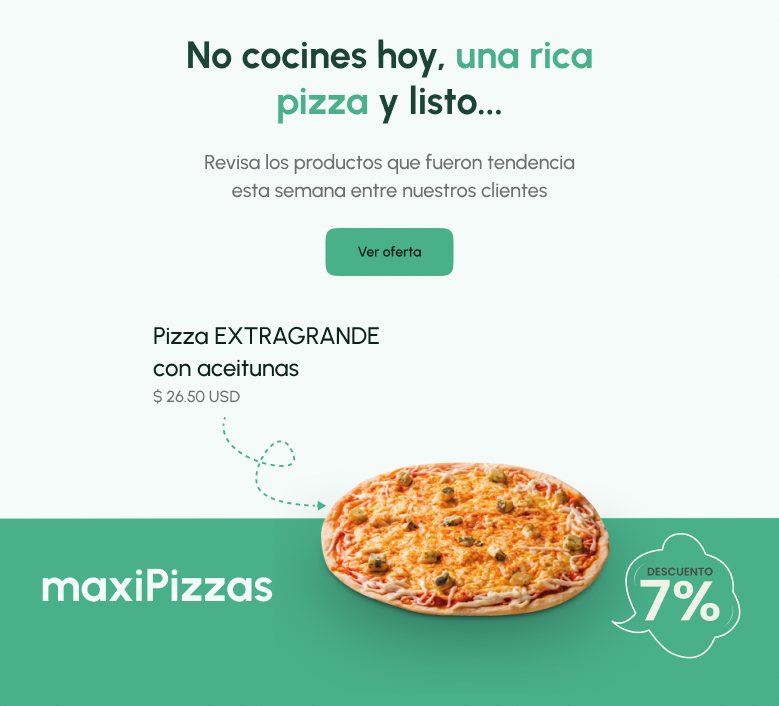 No cocines hoy, una rica
pizza y listo...
Revisa los productos que fueron tendencia
esta semana entre nuestros clientes
Ver oferta
Pizza EXTRAGRANDE
con aceitunas
$ 26.50 USD
maxiPizzas
DESCUENTO
7%